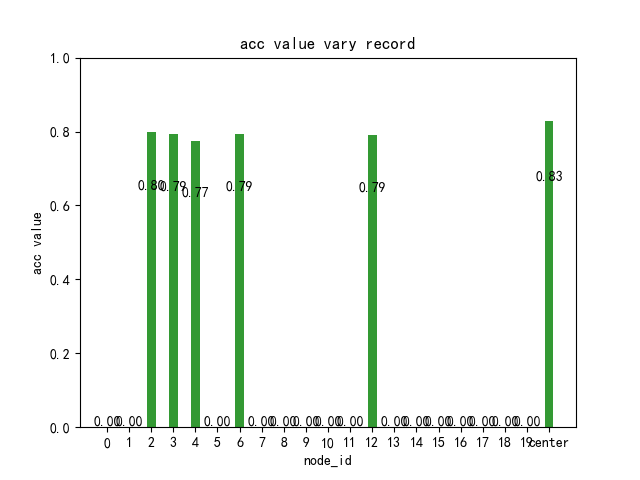 acc value vary record
1.0
0.8
0.6
0.4
0.2
0.0
acc value
0.00 0.00 0.80 0.79 0.77 0.00 0.79 0.00 0.00 0.00 0.00 0.00 0.79 0.00 0.00 0.00 0.00 0.00 0.00 0.00 0.83
0 1 2 3 4 5 6 7 8 9 10 11 12 13 14 15 16 17 18 19 center
node_id